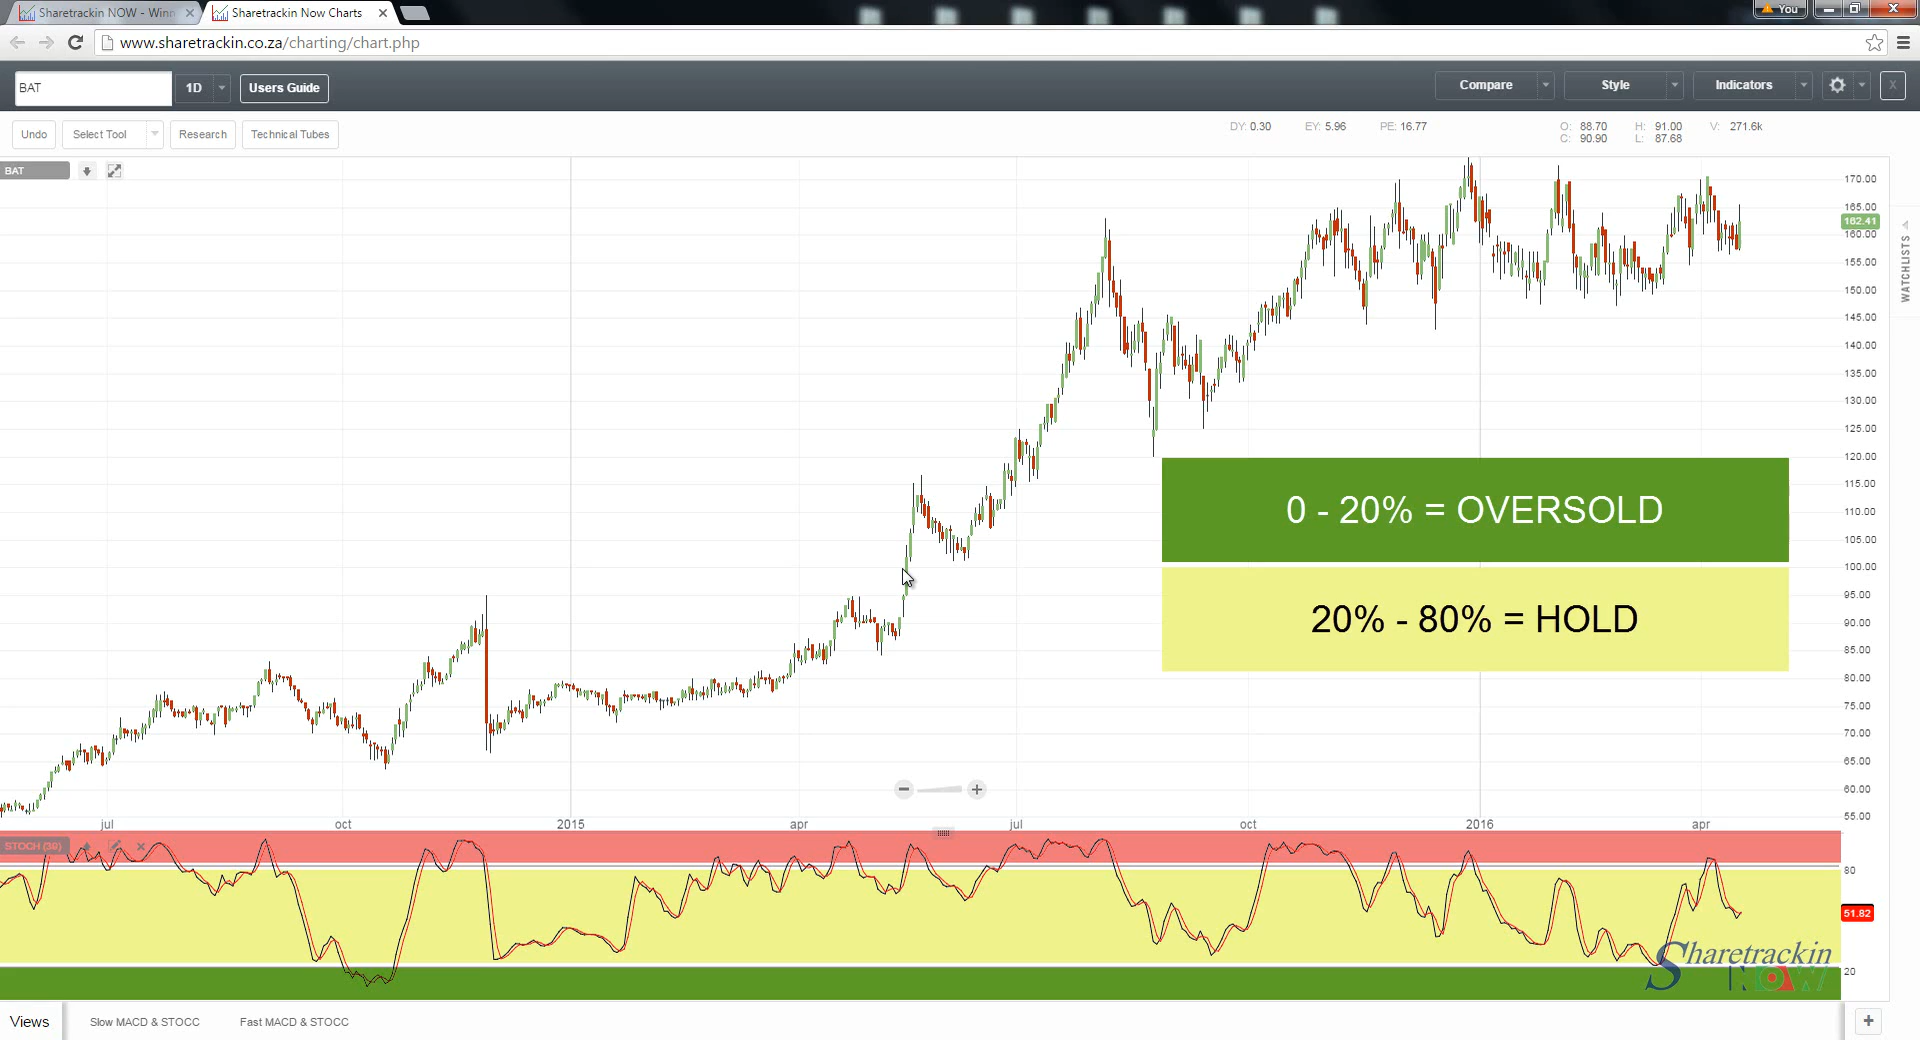 Sharetrackin NOW - Winn
Sharetrackin Now Charts
You
www.sharetrackin.co.za/charting/chart.php
BAT
1D
Users Guide
Compare
Style
Indicators
X
Undo
Select Tool
Research
Technical Tubes
DY: 0.30 EY: 5.96 PE: 16.77
O: 88.70 H: 91.00 V: 271.6k
C: 90.90 L: 87.68
BAT
170.00
165.00
162.41
160.00
155.00
150.00
145.00
140.00
135.00
130.00
125.00
120.00
115.00
110.00
105.00
100.00
95.00
90.00
85.00
80.00
75.00
70.00
65.00
60.00
55.00
WATCHLISTS
0 - 20% = OVERSOLD
20% - 80% = HOLD
jul oct 2015 apr jul oct 2016 apr
STOCH (39)
80
51.82
20
Sharetrackin
NOW
Views
Slow MACD & STOCC
Fast MACD & STOCC